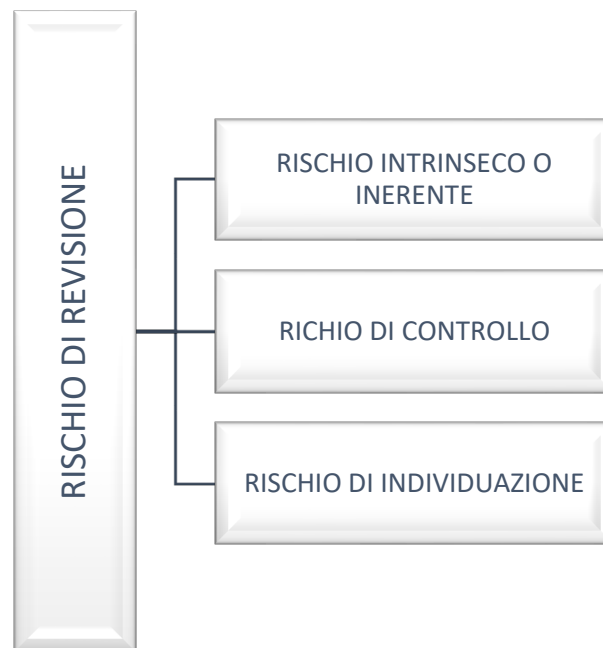 RISCHIO DI REVISIONE
RISCHIO INTRINSECO O
INERENTE
RICHIO DI CONTROLLO
RISCHIO DI INDIVIDUAZIONE